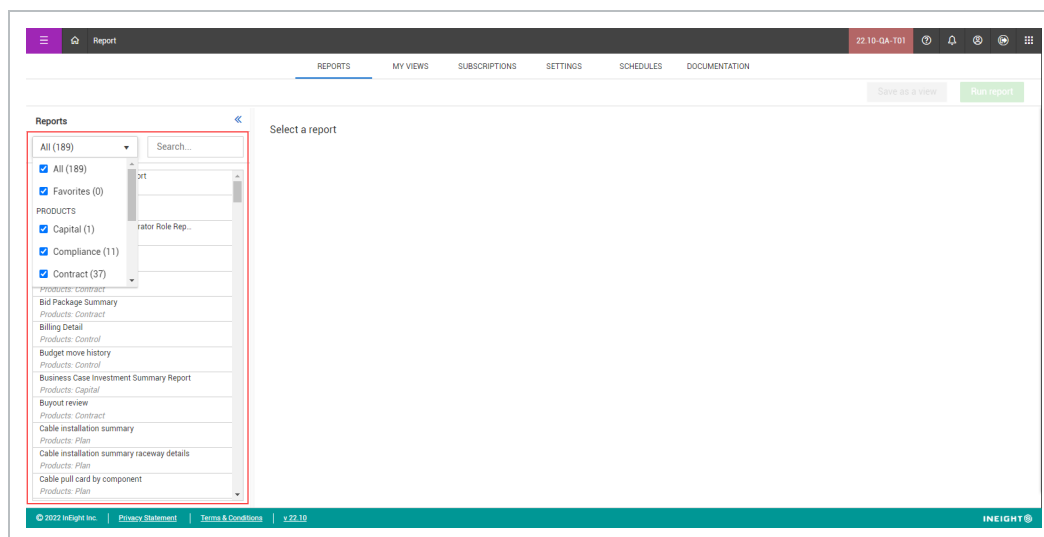 Report
22.10-QA-T01
REPORTS MY VIEWS SUBSCRIPTIONS SETTINGS SCHEDULES DOCUMENTATION
Save as a view Run report
Reports
Select a report
All (189) Search...
All (189)
Favorites (0)
PRODUCTS
Capital (1)
rator Role Rep...
Compliance (11)
Contract (37)
Products: Contract
Bid Package Summary
Products: Contract
Billing Detail
Products: Control
Budget move history
Products: Control
Business Case Investment Summary Report
Products: Capital
Buyout review
Products: Contract
Cable installation summary
Products: Plan
Cable installation summary raceway details
Products: Plan
Cable pull card by component
Products: Plan
© 2022 InEight Inc. | Privacy Statement | Terms & Conditions | v 22.10 INEIGHT